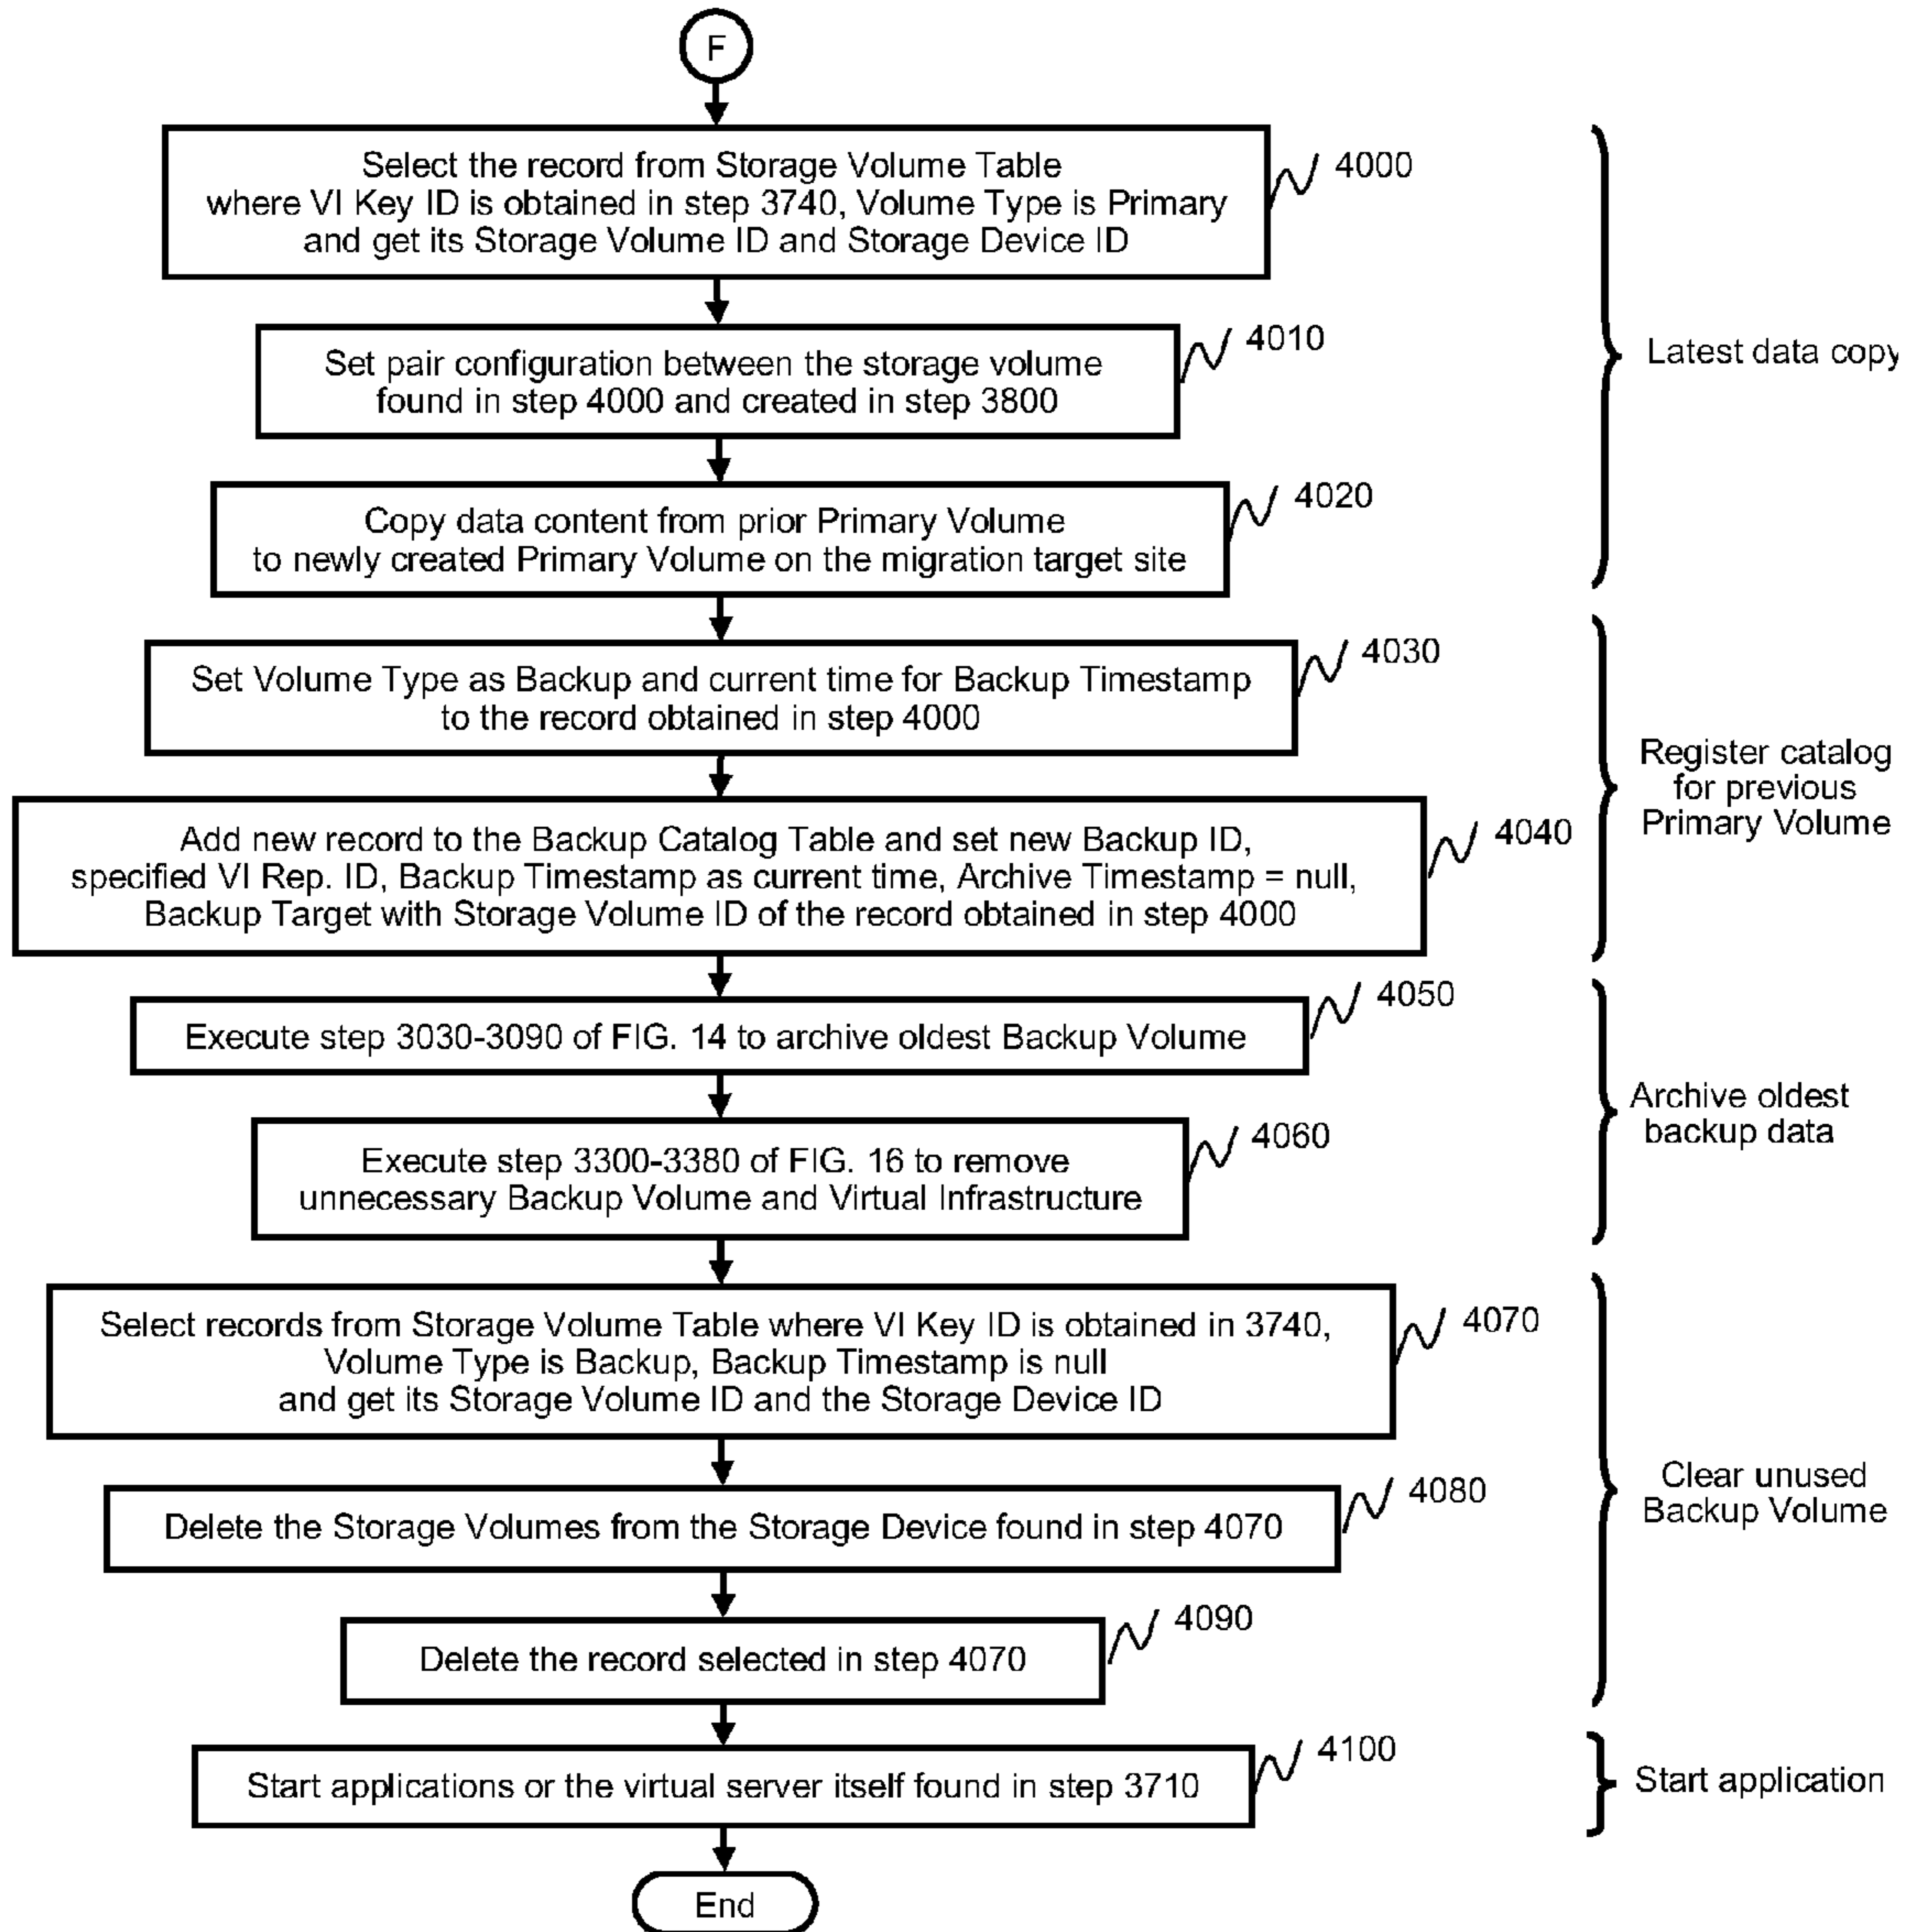 F
Select the record from Storage Volume Table
where VI Key ID is obtained in step 3740, Volume Type is Primary
and get its Storage Volume ID and Storage Device ID
4000
Set pair configuration between the storage volume
found in step 4000 and created in step 3800
4010
Copy data content from prior Primary Volume
to newly created Primary Volume on the migration target site
4020
Latest data copy
Set Volume Type as Backup and current time for Backup Timestamp
to the record obtained in step 4000
4030
Add new record to the Backup Catalog Table and set new Backup ID,
specified VI Rep. ID, Backup Timestamp as current time, Archive Timestamp = null,
Backup Target with Storage Volume ID of the record obtained in step 4000
4040
Register catalog
for previous
Primary Volume
Execute step 3030-3090 of FIG. 14 to archive oldest Backup Volume
4050
Execute step 3300-3380 of FIG. 16 to remove
unnecessary Backup Volume and Virtual Infrastructure
4060
Archive oldest
backup data
Select records from Storage Volume Table where VI Key ID is obtained in 3740,
Volume Type is Backup, Backup Timestamp is null
and get its Storage Volume ID and the Storage Device ID
4070
Delete the Storage Volumes from the Storage Device found in step 4070
4080
Delete the record selected in step 4070
4090
Clear unused
Backup Volume
Start applications or the virtual server itself found in step 3710
4100
Start application
End